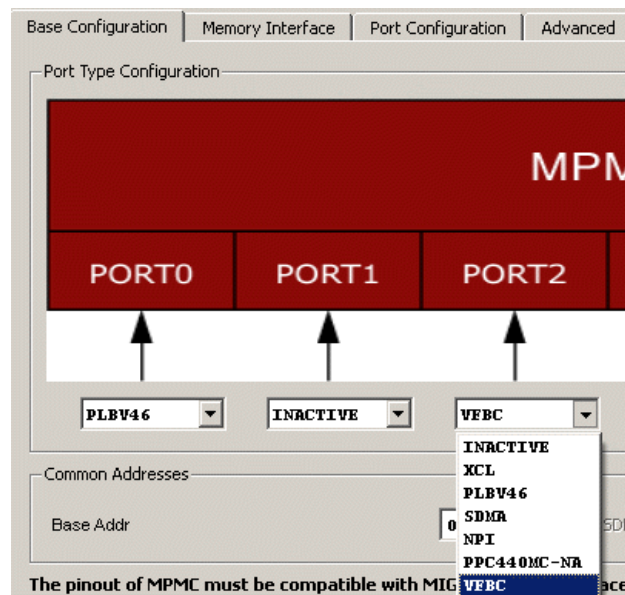 Base Configuration Memory Interface Port Configuration Advanced
Port Type Configuration
PORT0 PORT1 PORT2
PLBV46 INACTIVE VFBC
INACTIVE
XCL
PLBV46
Common Addresses
SDMA
Base Addr 0
NPI
PPC440MC-NA
The pinout of MPMC must be compatible with MIG
VFBC